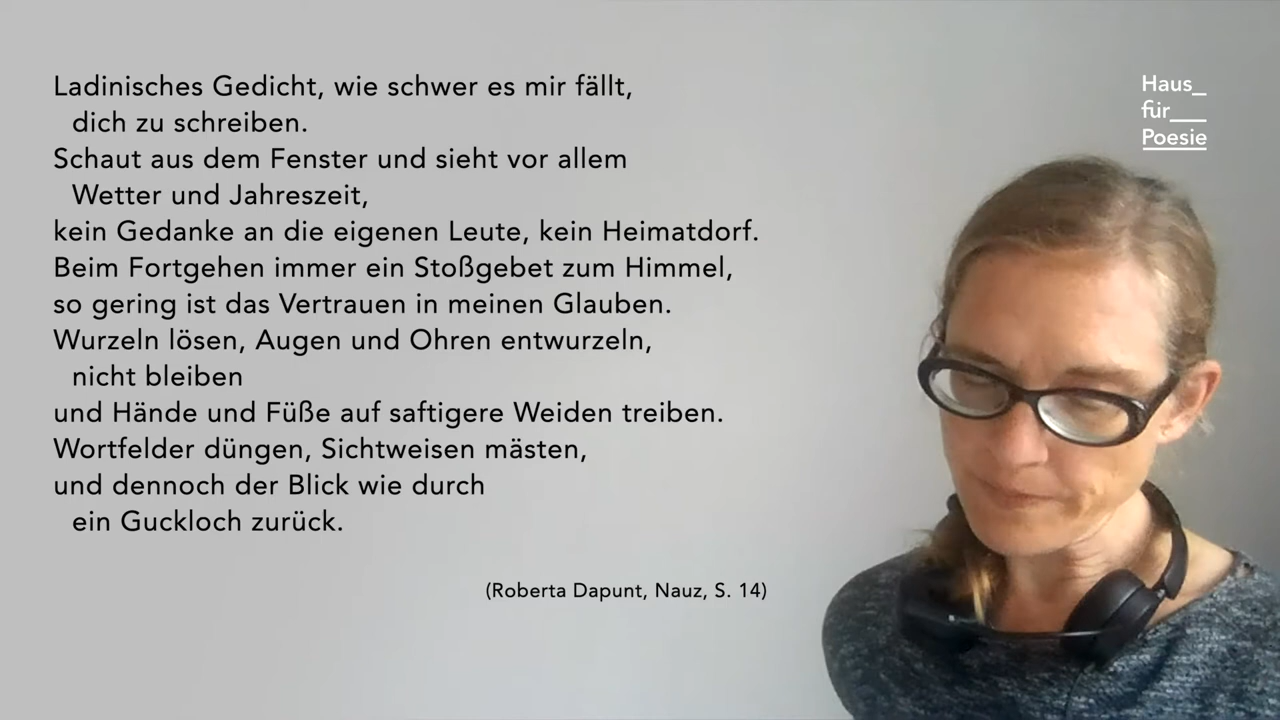 Ladinisches Gedicht, wie schwer es mir fällt,
dich zu schreiben.
Schaut aus dem Fenster und sieht vor allem
Wetter und Jahreszeit,
kein Gedanke an die eigenen Leute, kein Heimatdorf.
Beim Fortgehen immer ein Stoßgebet zum Himmel,
so gering ist das Vertrauen in meinen Glauben.
Wurzeln lösen, Augen und Ohren entwurzeln,
nicht bleiben
und Hände und Füße auf saftigere Weiden treiben.
Wortfelder düngen, Sichtweisen mästen,
und dennoch der Blick wie durch
ein Guckloch zurück.
(Roberta Dapunt, Nauz, S. 14)
Haus_
für__
Poesie